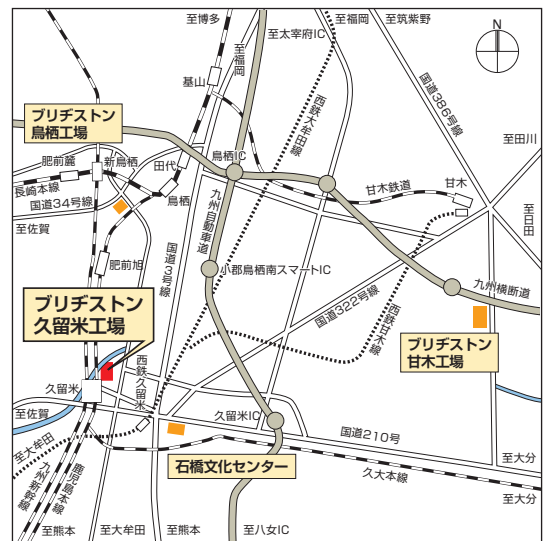 至博多
至福岡
至太宰府IC
至福岡
至筑紫野
N
基山
西鉄大牟田線
国道386号線
ブリヂストン
鳥栖工場
至田川
肥前麓
新鳥栖
田代
鳥栖IC
甘木鉄道
甘木
長崎本線
国道34号線
鳥栖
至佐賀
九州自動車道
至日田
肥前旭
国道3号線
小郡鳥栖南スマートIC
九州横断道
国道322号線
西鉄甘木線
ブリヂストン
久留米工場
ブリヂストン
甘木工場
久留米
西鉄久留米
至佐賀
久留米IC
国道210号
至大牟田
石橋文化センター
至大分
久大本線
九州新幹線
鹿児島本線
至大分
至熊本
至大牟田
至熊本
至八女IC